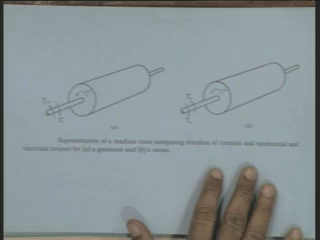 (a)
Representation of a machine rotor comparing direction of rotation and mechanical and
electrical torques for (a) a generator and (b) a motor